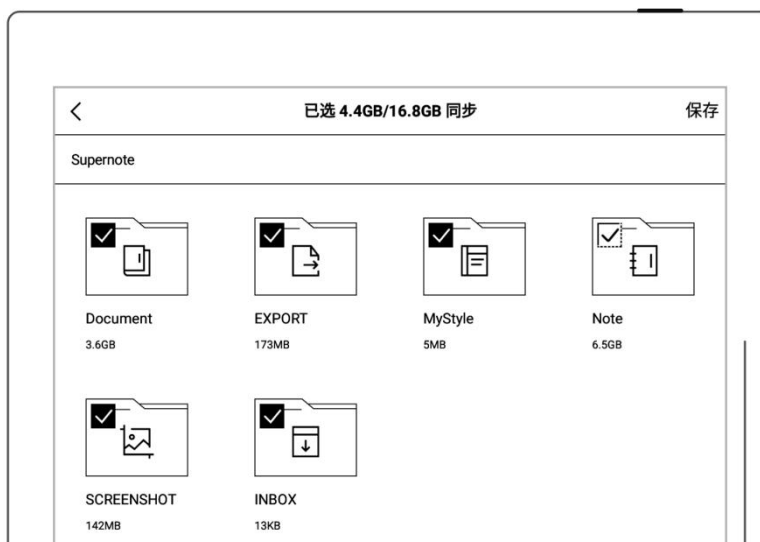 已选 4.4GB/16.8GB 同步
保存
Supernote
Document
EXPORT
MyStyle
Note
3.6GB
173MB
5MB
6.5GB
SCREENSHOT
INBOX
142MB
13KB